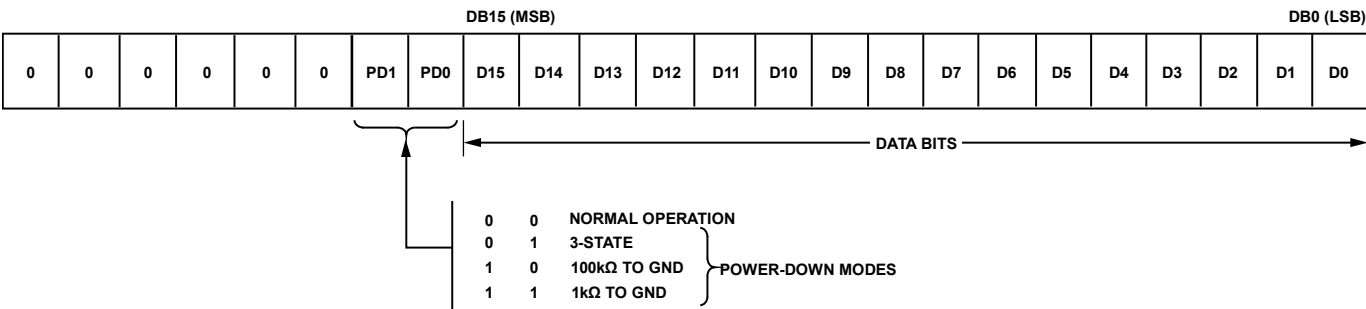 DB15 (MSB) DB0 (LSB)
0 0 0 0 0 0 PD1 PD0 D15 D14 D13 D12 D11 D10 D9 D8 D7 D6 D5 D4 D3 D2 D1 D0
DATA BITS
0 0 NORMAL OPERATION
0 1 3-STATE
1 0 100kΩ TO GND
POWER-DOWN MODES
1 1 1kΩ TO GND